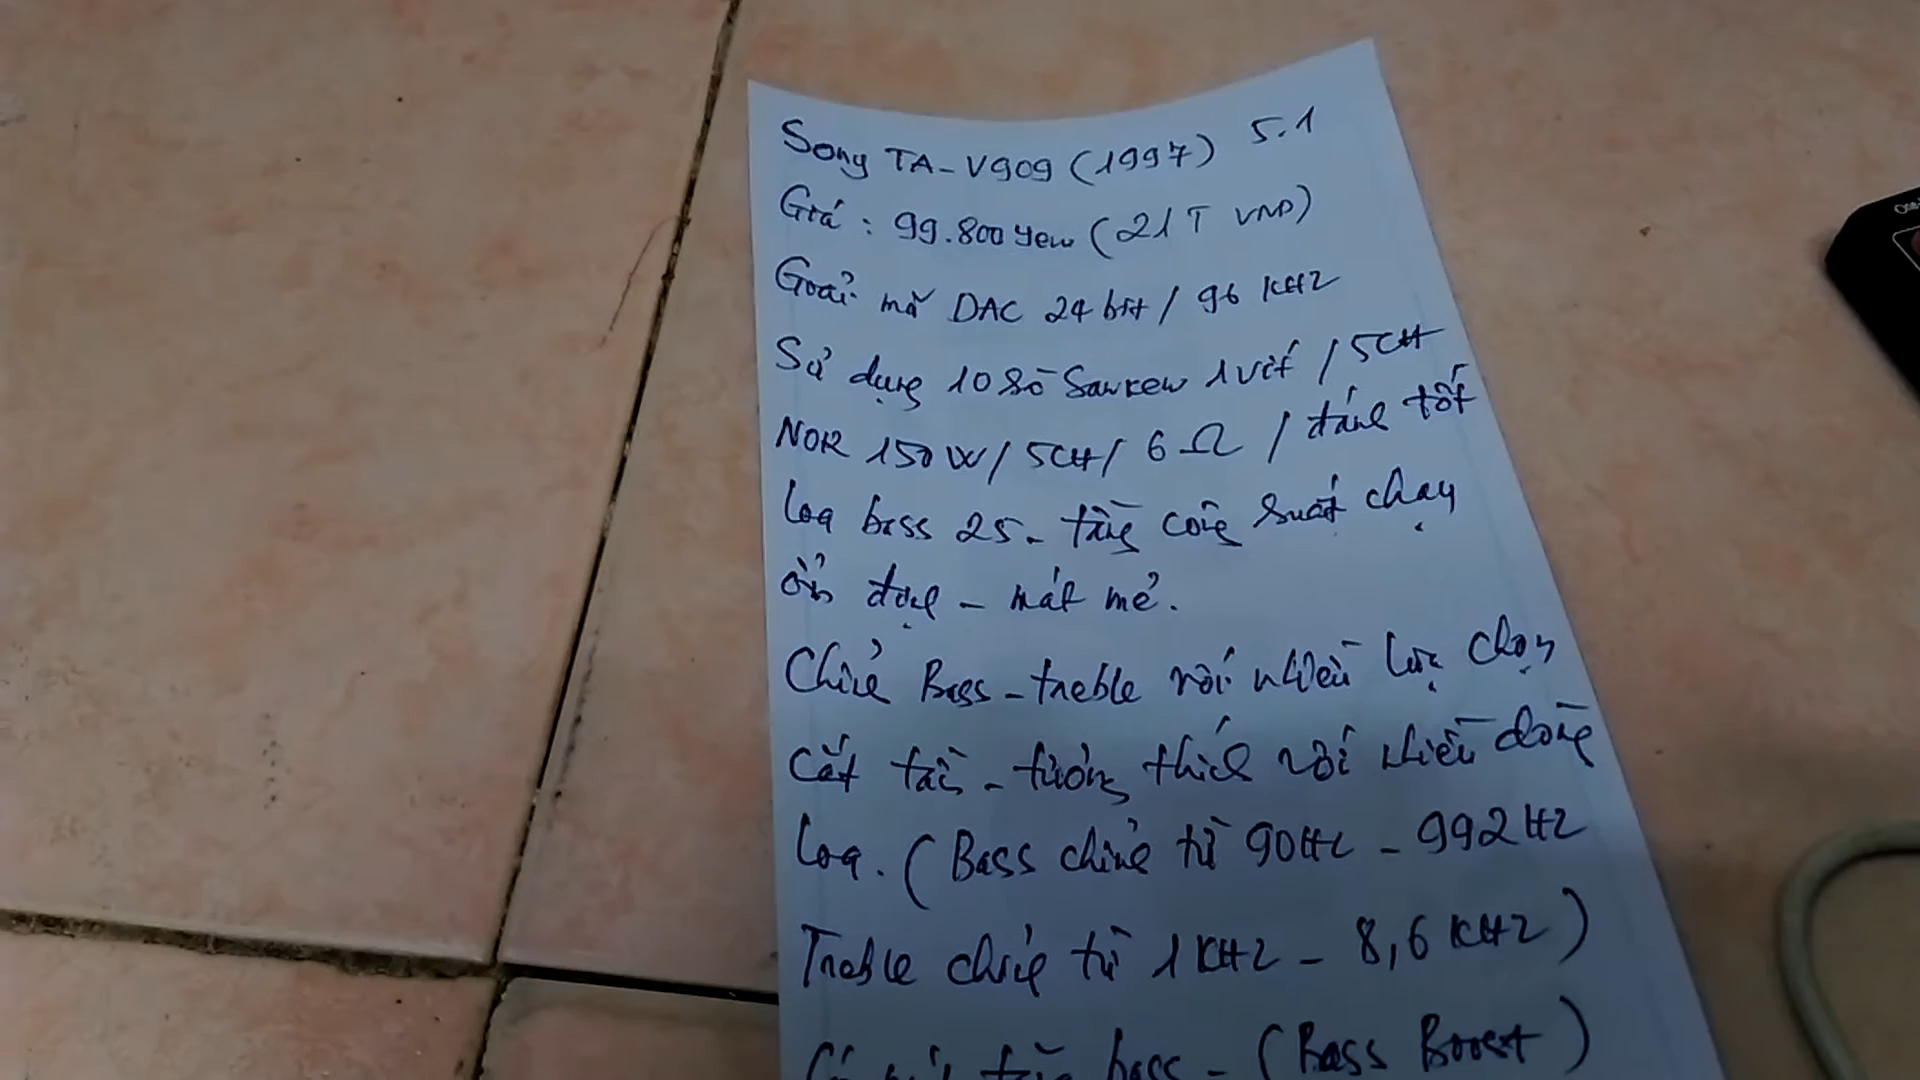 Sony TA-V909 (1997) 5.1
Giá : 99.800 yen (21T VNĐ)
Giải mã DAC 24 bit / 96 KHZ
Sử dụng 10 sò Sanken 1 vít / 5CH
NOR 150W / 5CH / 6 Ω / đánh tốt
loa bass 25 - tầng công suất chạy
ổn định - mát mẻ.
Chỉnh Bass - treble với nhiều lựa chọn
Cắt tần - tương thích với nhiều dòng
loa. (Bass chỉnh từ 90Hz - 992HZ
Treble chỉnh từ 1KHZ - 8,6 KHZ)
bass - (Bass Boost)